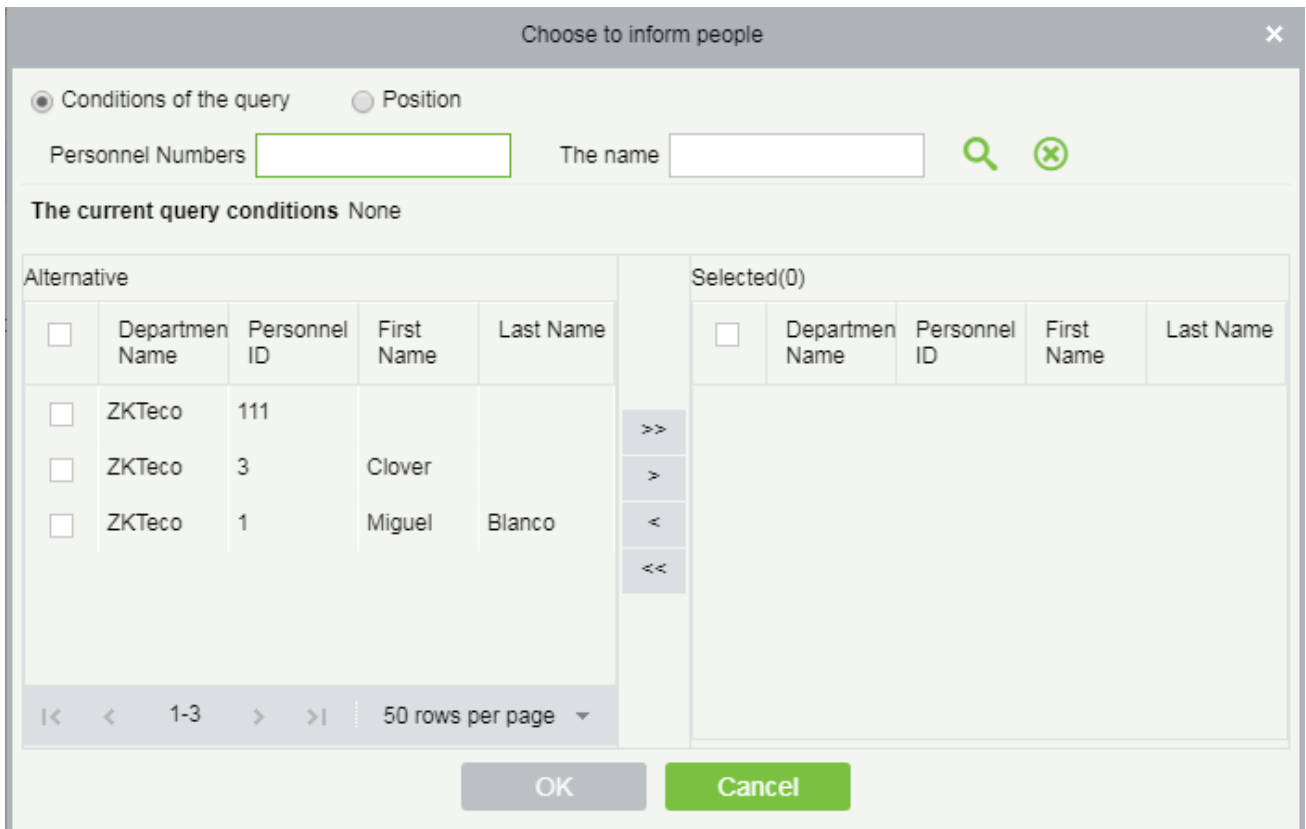 Choose to inform people ×
Conditions of the query Position
Personnel Numbers The name
The current query conditions None
Alternative
Departmen Name Personnel ID First Name Last Name
ZKTeco 111
ZKTeco 3 Clover
ZKTeco 1 Miguel Blanco
|< < 1-3 > >| 50 rows per page
>>
>
<
<<
Selected(0)
Departmen Name Personnel ID First Name Last Name
OK Cancel